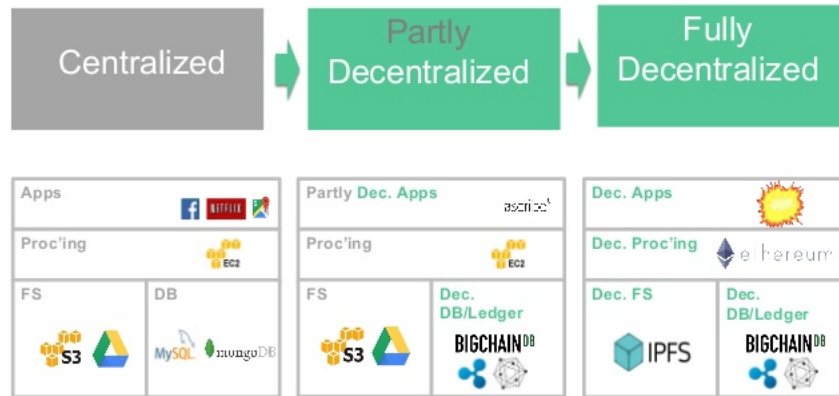 Centralized
Partly
Decentralized
Fully
Decentralized
Apps
NETFLIX
Proc'ing
EC2
FS
DB
S3
MySQL
mongoDB
Partly Dec. Apps
ascribe
Proc'ing
EC2
FS
Dec.
DB/Ledger
S3
BIGCHAINDB
Dec. Apps
Dec. Proc'ing
ethereum
Dec. FS
Dec.
DB/Ledger
IPFS
BIGCHAINDB